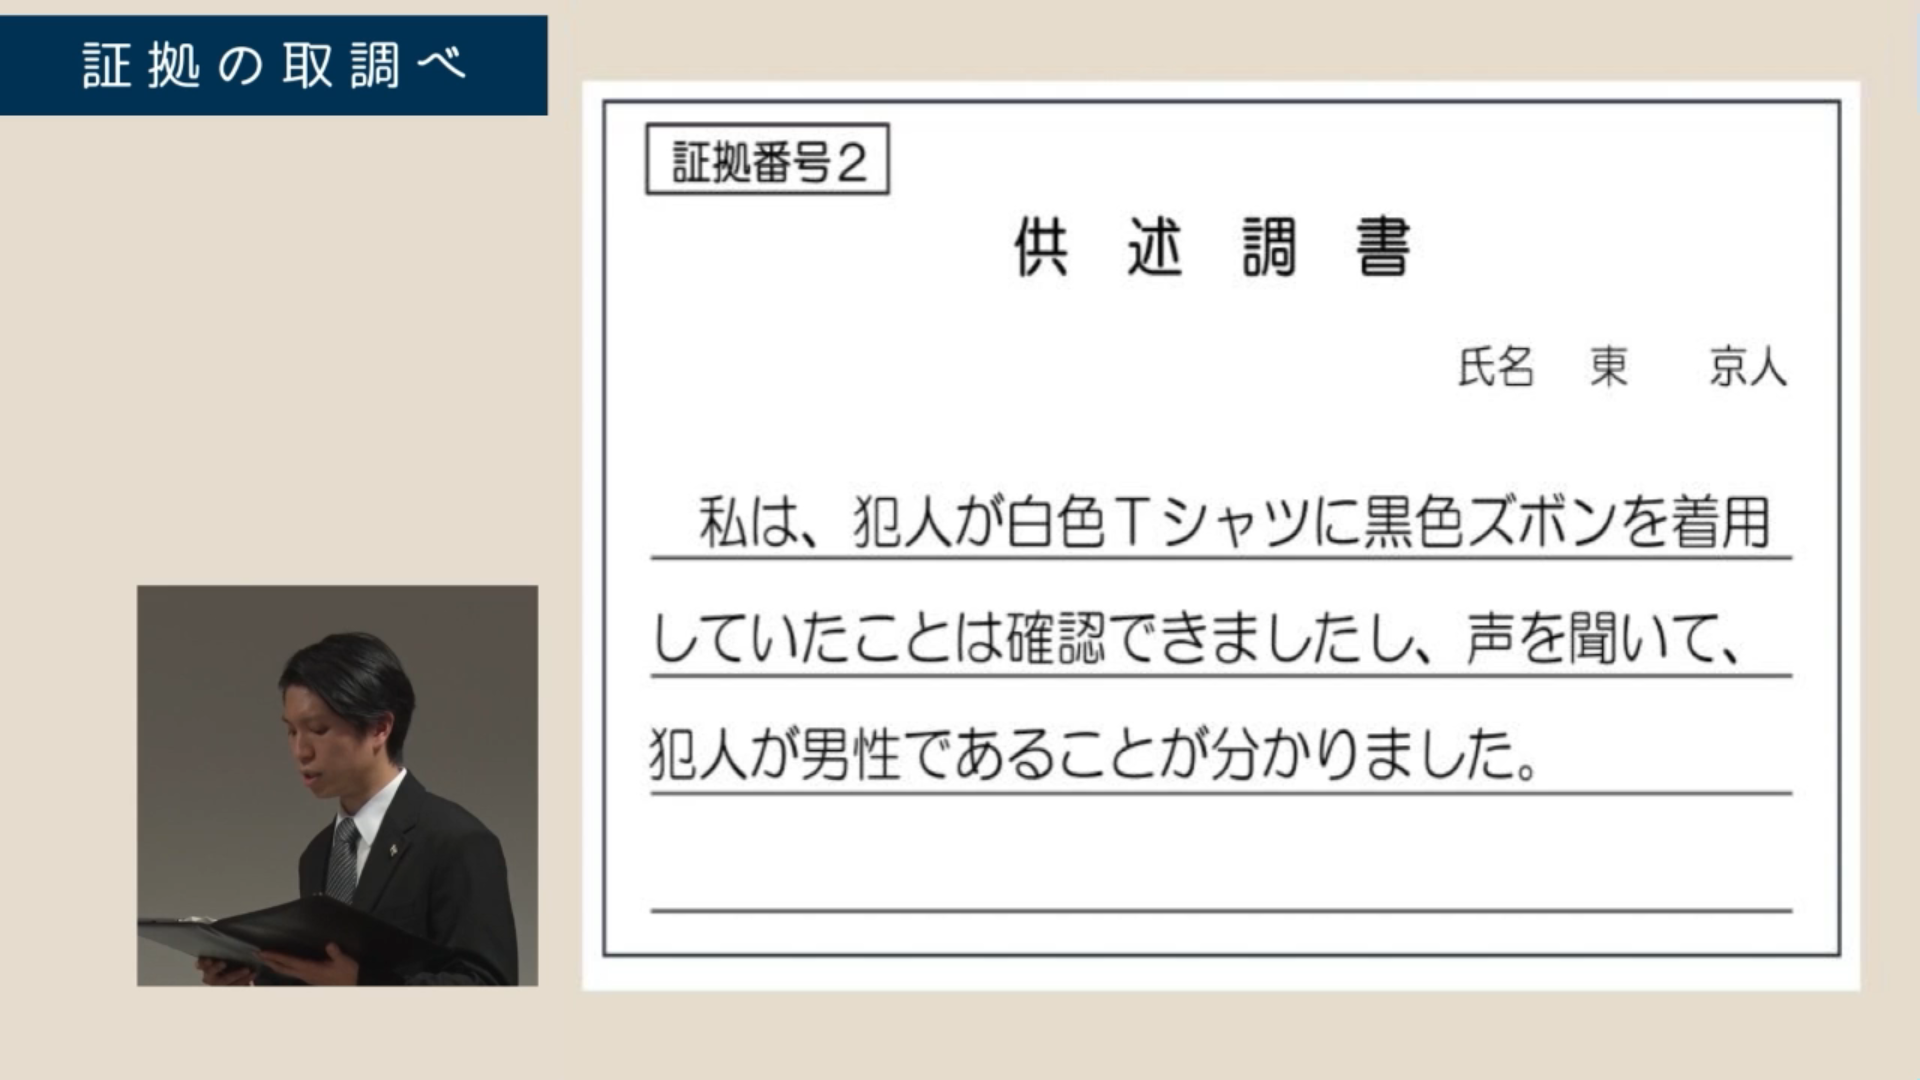 証拠の取調べ
証拠番号2
供述調書
氏名 東 京人
私は、犯人が白色Tシャツに黒色ズボンを着用
していたことは確認できましたし、声を聞いて、
犯人が男性であることが分かりました。